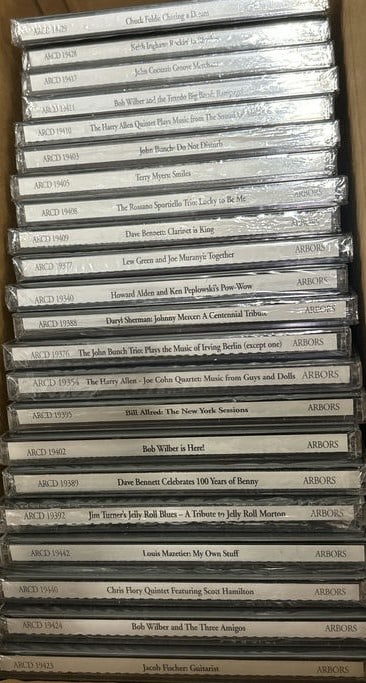 Chuck Folds: Chasing a Dream
ARCD 19428 Keith Ingham: Rockin'
ARCD 19417 John Cocuzzi: Groove Merchant
ARCD 19411 Bob Wilber and the Tuxedo Big Band: Rampage!
ARCD 19410 The Harry Allen Quintet Plays Music from The Sound of
ARCD 19403 John Bunch: Do Not Disturb
ARCD 19405 Terry Myers: Smiles
ARCD 19408 The Rossano Sportiello Trio: Lucky to Be Me ARBORS
ARCD 19409 Dave Bennett: Clarinet is King ARBORS
ARCD 19377 Lew Green and Joe Muranyi: Together ARBORS
ARCD 19340 Howard Alden and Ken Peplowski's Pow-Wow ARBORS
ARCD 19388 Daryl Sherman: Johnny Mercer: A Centennial Tribute
ARCD 19376 The John Bunch Trio: Plays the Music of Irving Berlin (except one) ARBORS
ARCD 19354 The Harry Allen - Joe Cohn Quartet: Music from Guys and Dolls ARBORS
ARCD 19395 Bill Allred: The New York Sessions ARBORS
ARCD 19402 Bob Wilber is Here! ARBORS
ARCD 19389 Dave Bennett Celebrates 100 Years of Benny ARBORS
ARCD 19392 Jim Turner's Jelly Roll Blues – A Tribute to Jelly Roll Morton ARBORS
ARCD 19442 Louis Mazetier: My Own Stuff ARBORS
ARCD 19440 Chris Flory Quintet Featuring Scott Hamilton ARBORS
ARCD 19424 Bob Wilber and The Three Amigos ARBORS
ARCD 19423 Jacob Fischer: Guitarist ARBORS